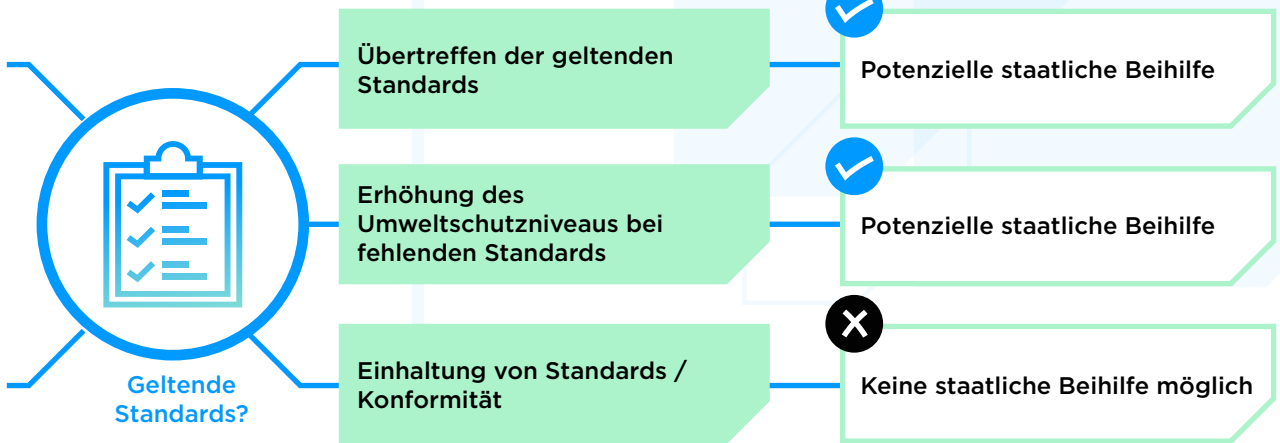 Übertreffen der geltenden
Standards
Potenzielle staatliche Beihilfe
Erhöhung des
Umweltschutzniveaus bei
fehlenden Standards
Potenzielle staatliche Beihilfe
Einhaltung von Standards /
Konformität
Keine staatliche Beihilfe möglich
Geltende
Standards?